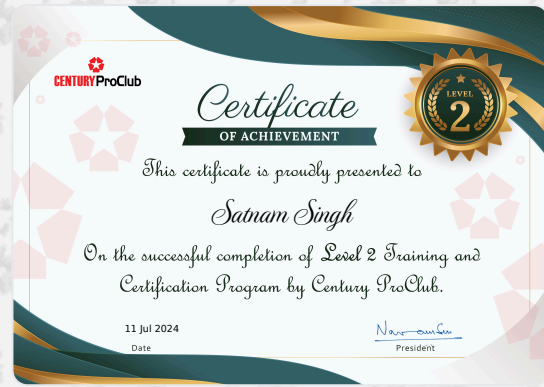 CENTURY ProClub
LEVEL
2
Certificate
OF ACHIEVEMENT
This certificate is proudly presented to
Satnam Singh
On the successful completion of Level 2 Training and
Certification Program by Century ProClub.
11 Jul 2024
Date
President